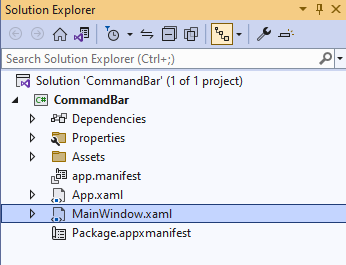 Solution Explorer
Search Solution Explorer (Ctrl+;)
Solution 'CommandBar' (1 of 1 project)
C# CommandBar
Dependencies
Properties
Assets
app.manifest
App.xaml
MainWindow.xaml
Package.appxmanifest